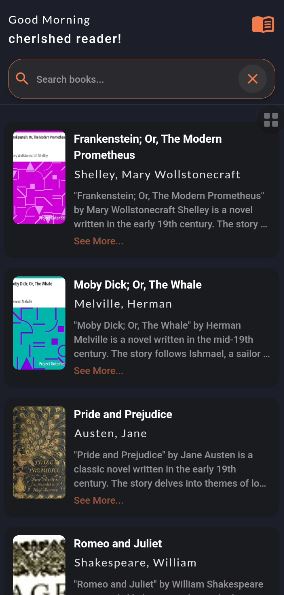 Good Morning
cherished reader!
Search books...
Frankenstein; Or, The Modern
Prometheus
Shelley, Mary Wollstonecraft
"Frankenstein; Or, The Modern Prometheus"
by Mary Wollstonecraft Shelley is a novel
written in the early 19th century. The story ...
See More...
Moby Dick; Or, The Whale
Melville, Herman
"Moby Dick; Or, The Whale" by Herman
Melville is a novel written in the mid-19th
century. The story follows Ishmael, a sailor ...
See More...
Pride and Prejudice
Austen, Jane
"Pride and Prejudice" by Jane Austen is a
classic novel written in the early 19th
century. The story delves into themes of lo...
See More...
Romeo and Juliet
Shakespeare, William
"Romeo and Juliet" by William Shakespeare